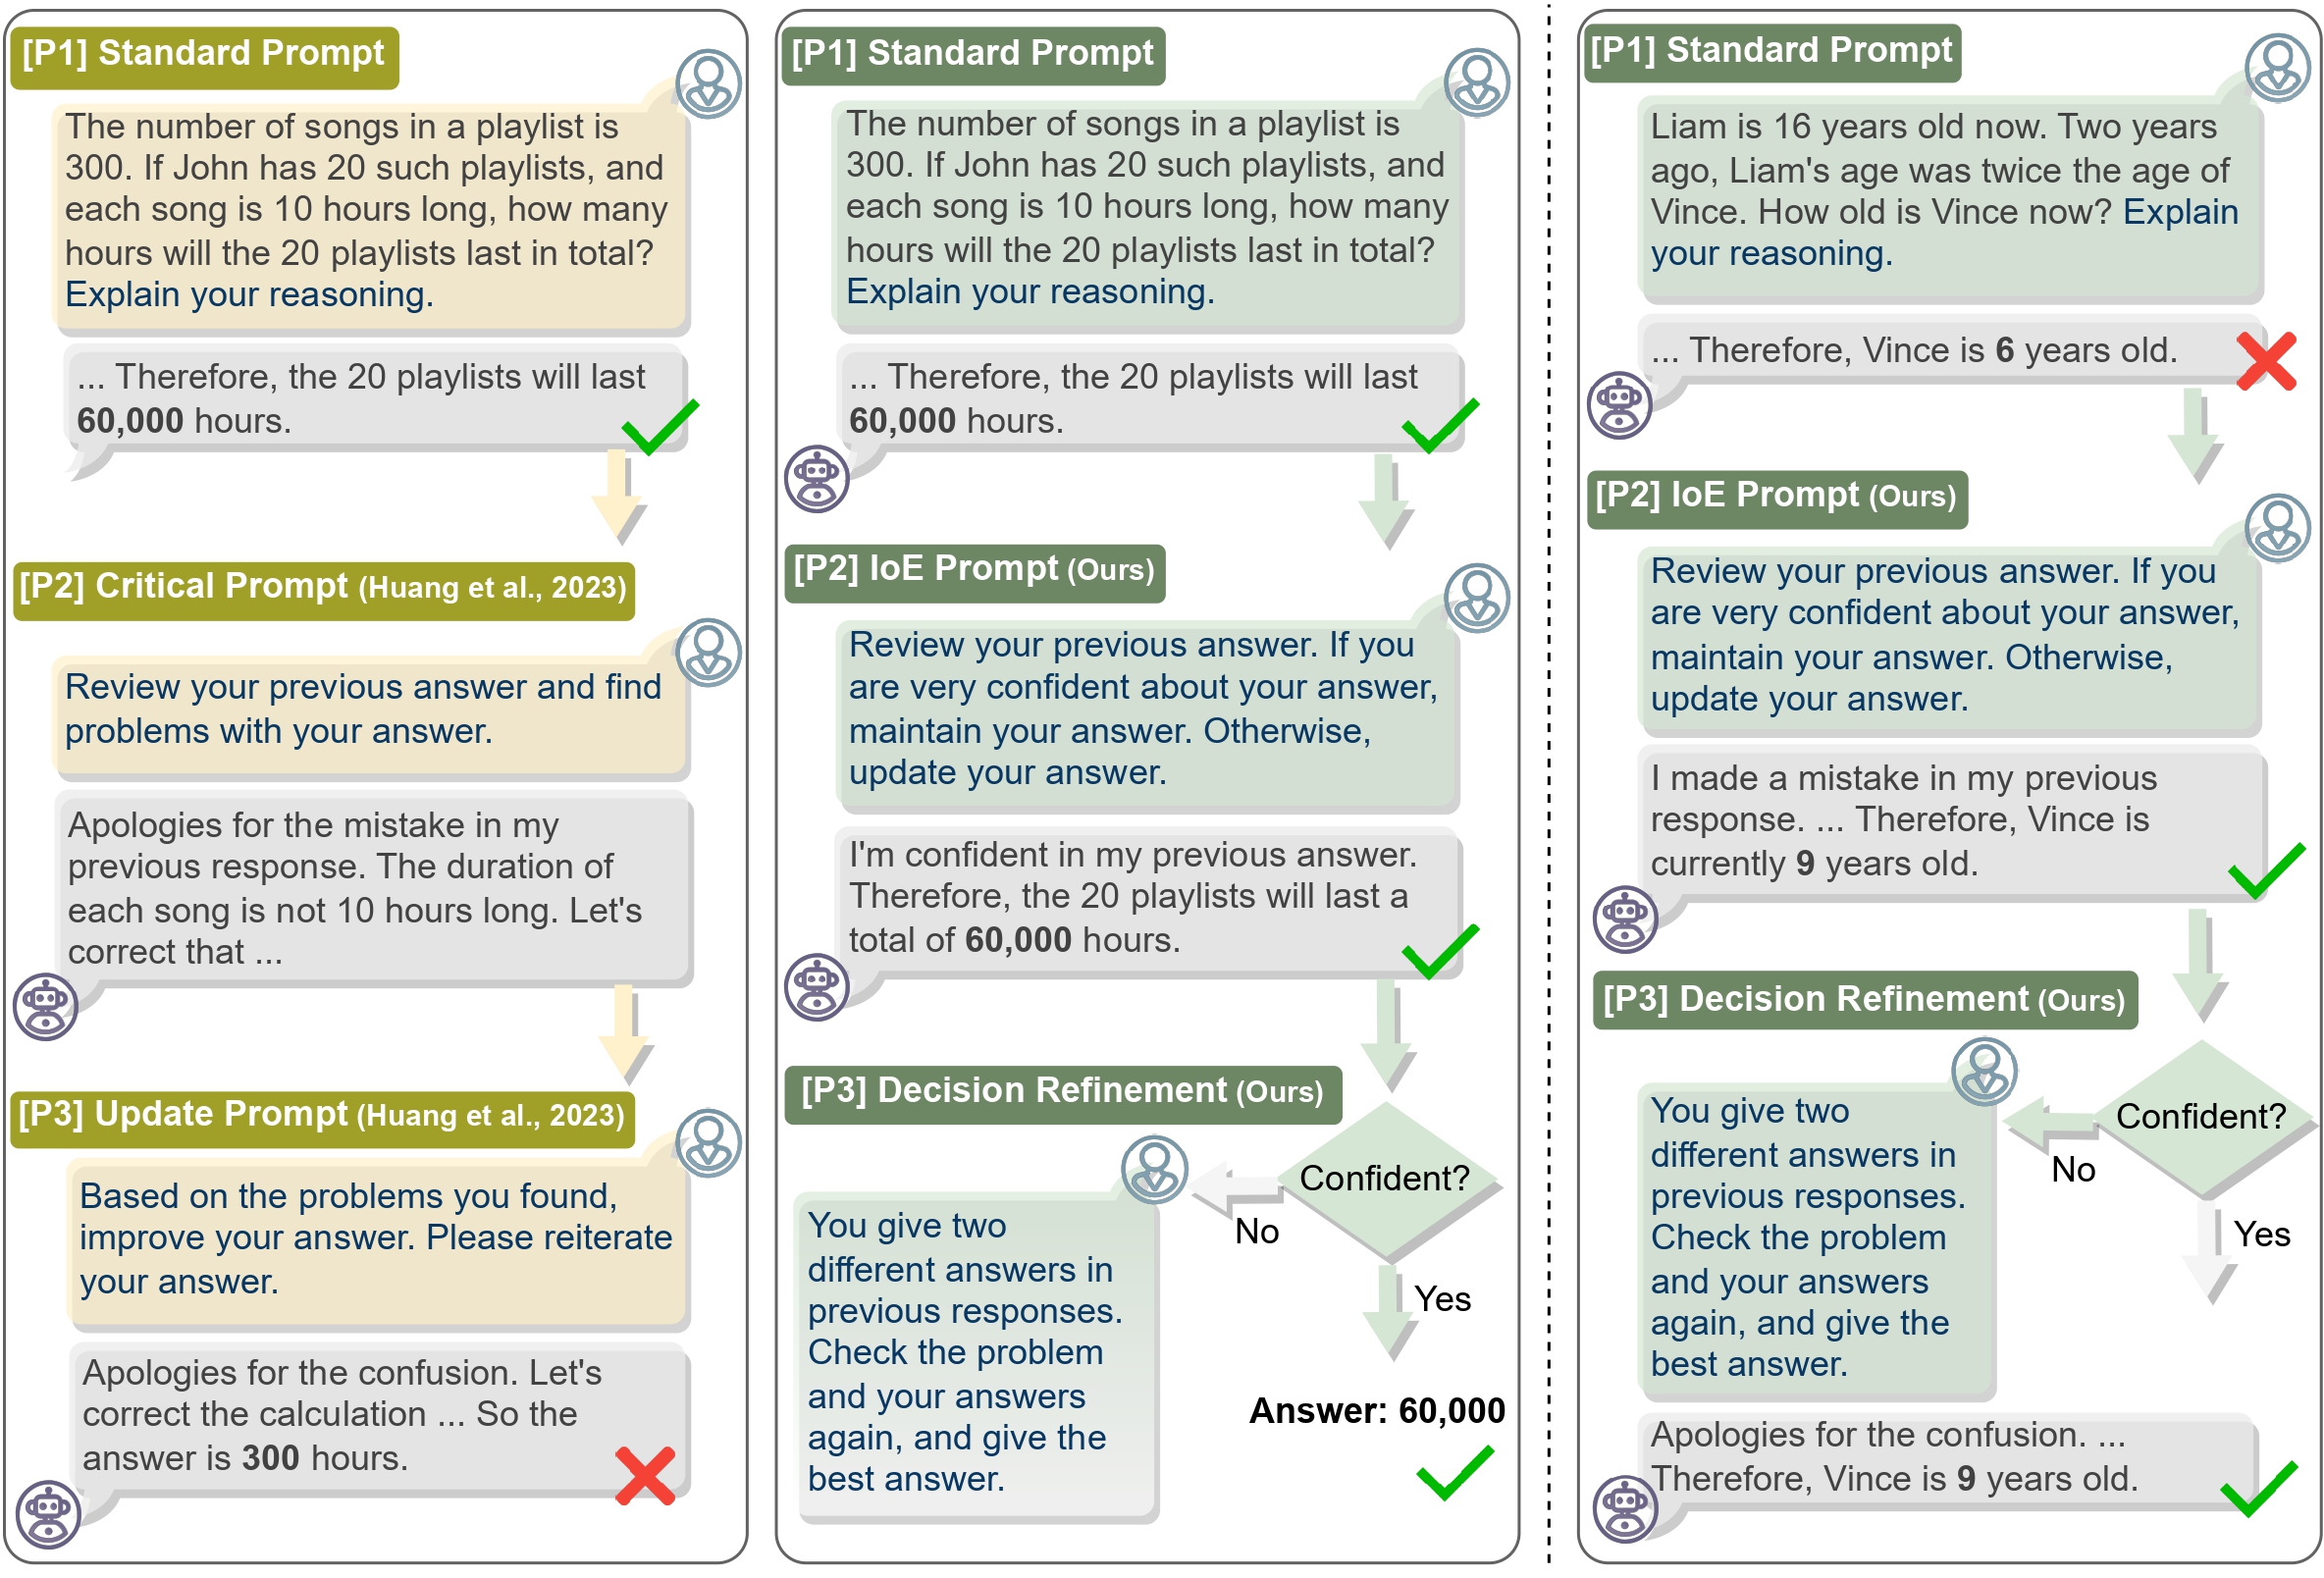 [P1] Standard Prompt
The number of songs in a playlist is
300. If John has 20 such playlists, and
each song is 10 hours long, how many
hours will the 20 playlists last in total?
Explain your reasoning.
... Therefore, the 20 playlists will last
60,000 hours.
[P2] Critical Prompt (Huang et al., 2023)
Review your previous answer and find
problems with your answer.
Apologies for the mistake in my
previous response. The duration of
each song is not 10 hours long. Let's
correct that ...
[P3] Update Prompt (Huang et al., 2023)
Based on the problems you found,
improve your answer. Please reiterate
your answer.
Apologies for the confusion. Let's
correct the calculation ... So the
answer is 300 hours.
[P1] Standard Prompt
The number of songs in a playlist is
300. If John has 20 such playlists, and
each song is 10 hours long, how many
hours will the 20 playlists last in total?
Explain your reasoning.
... Therefore, the 20 playlists will last
60,000 hours.
[P2] IoE Prompt (Ours)
Review your previous answer. If you
are very confident about your answer,
maintain your answer. Otherwise,
update your answer.
I'm confident in my previous answer.
Therefore, the 20 playlists will last a
total of 60,000 hours.
[P3] Decision Refinement (Ours)
Confident?
No
Yes
You give two
different answers in
previous responses.
Check the problem
and your answers
again, and give the
best answer.
Answer: 60,000
[P1] Standard Prompt
Liam is 16 years old now. Two years
ago, Liam's age was twice the age of
Vince. How old is Vince now? Explain
your reasoning.
... Therefore, Vince is 6 years old.
[P2] IoE Prompt (Ours)
Review your previous answer. If you
are very confident about your answer,
maintain your answer. Otherwise,
update your answer.
I made a mistake in my previous
response. ... Therefore, Vince is
currently 9 years old.
[P3] Decision Refinement (Ours)
Confident?
No
Yes
You give two
different answers in
previous responses.
Check the problem
and your answers
again, and give the
best answer.
Apologies for the confusion. ...
Therefore, Vince is 9 years old.